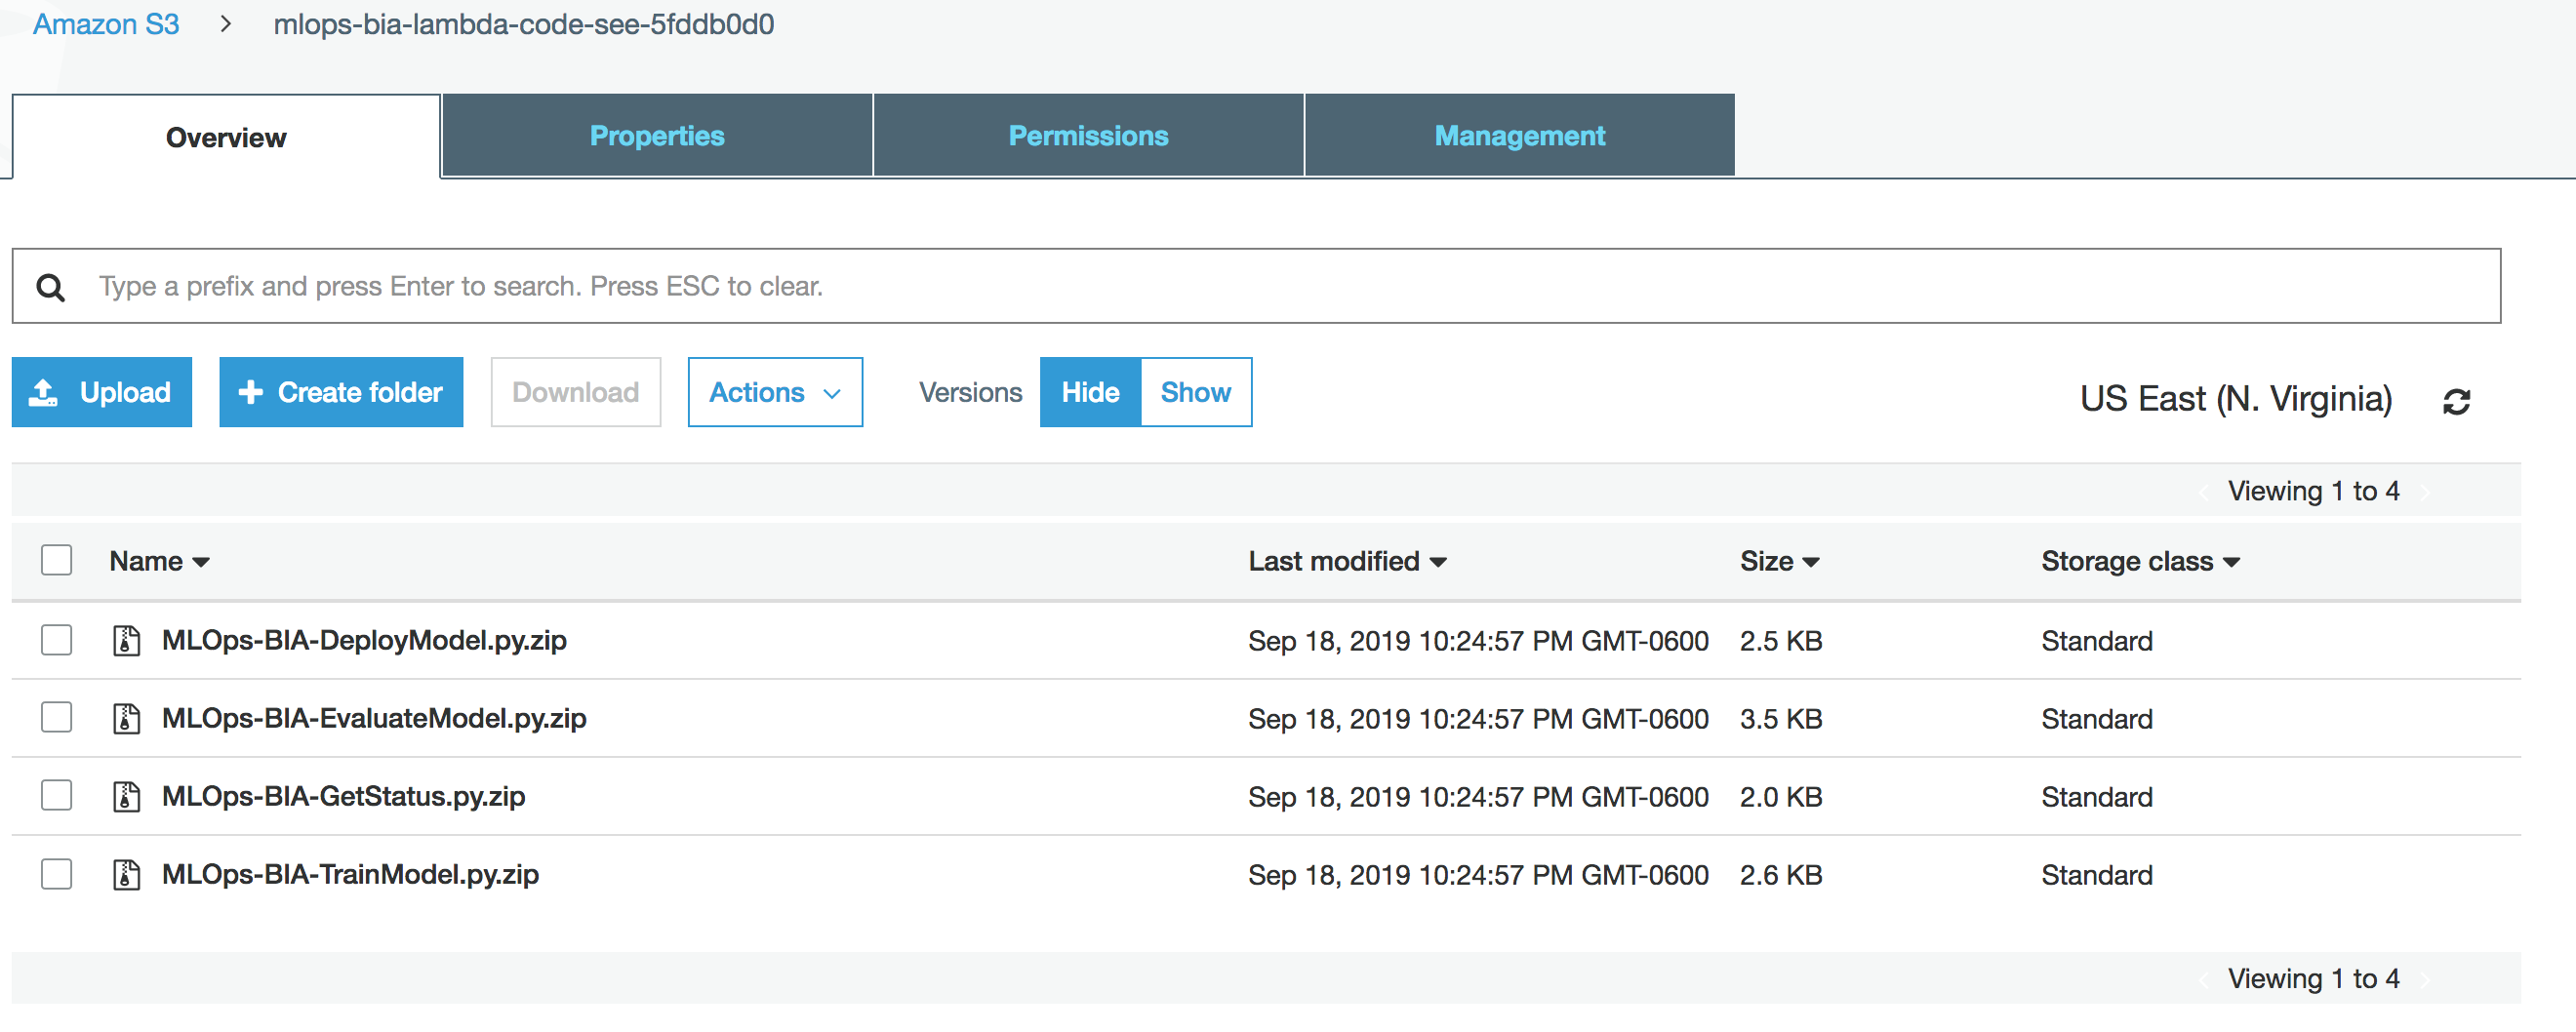 Amazon S3 > mlops-bia-lambda-code-see-5fddb0d0
Overview Properties Permissions Management
Type a prefix and press Enter to search. Press ESC to clear.
Upload + Create folder Download Actions Versions Hide Show US East (N. Virginia)
Viewing 1 to 4
Name Last modified Size Storage class
MLOps-BIA-DeployModel.py.zip Sep 18, 2019 10:24:57 PM GMT-0600 2.5 KB Standard
MLOps-BIA-EvaluateModel.py.zip Sep 18, 2019 10:24:57 PM GMT-0600 3.5 KB Standard
MLOps-BIA-GetStatus.py.zip Sep 18, 2019 10:24:57 PM GMT-0600 2.0 KB Standard
MLOps-BIA-TrainModel.py.zip Sep 18, 2019 10:24:57 PM GMT-0600 2.6 KB Standard
Viewing 1 to 4